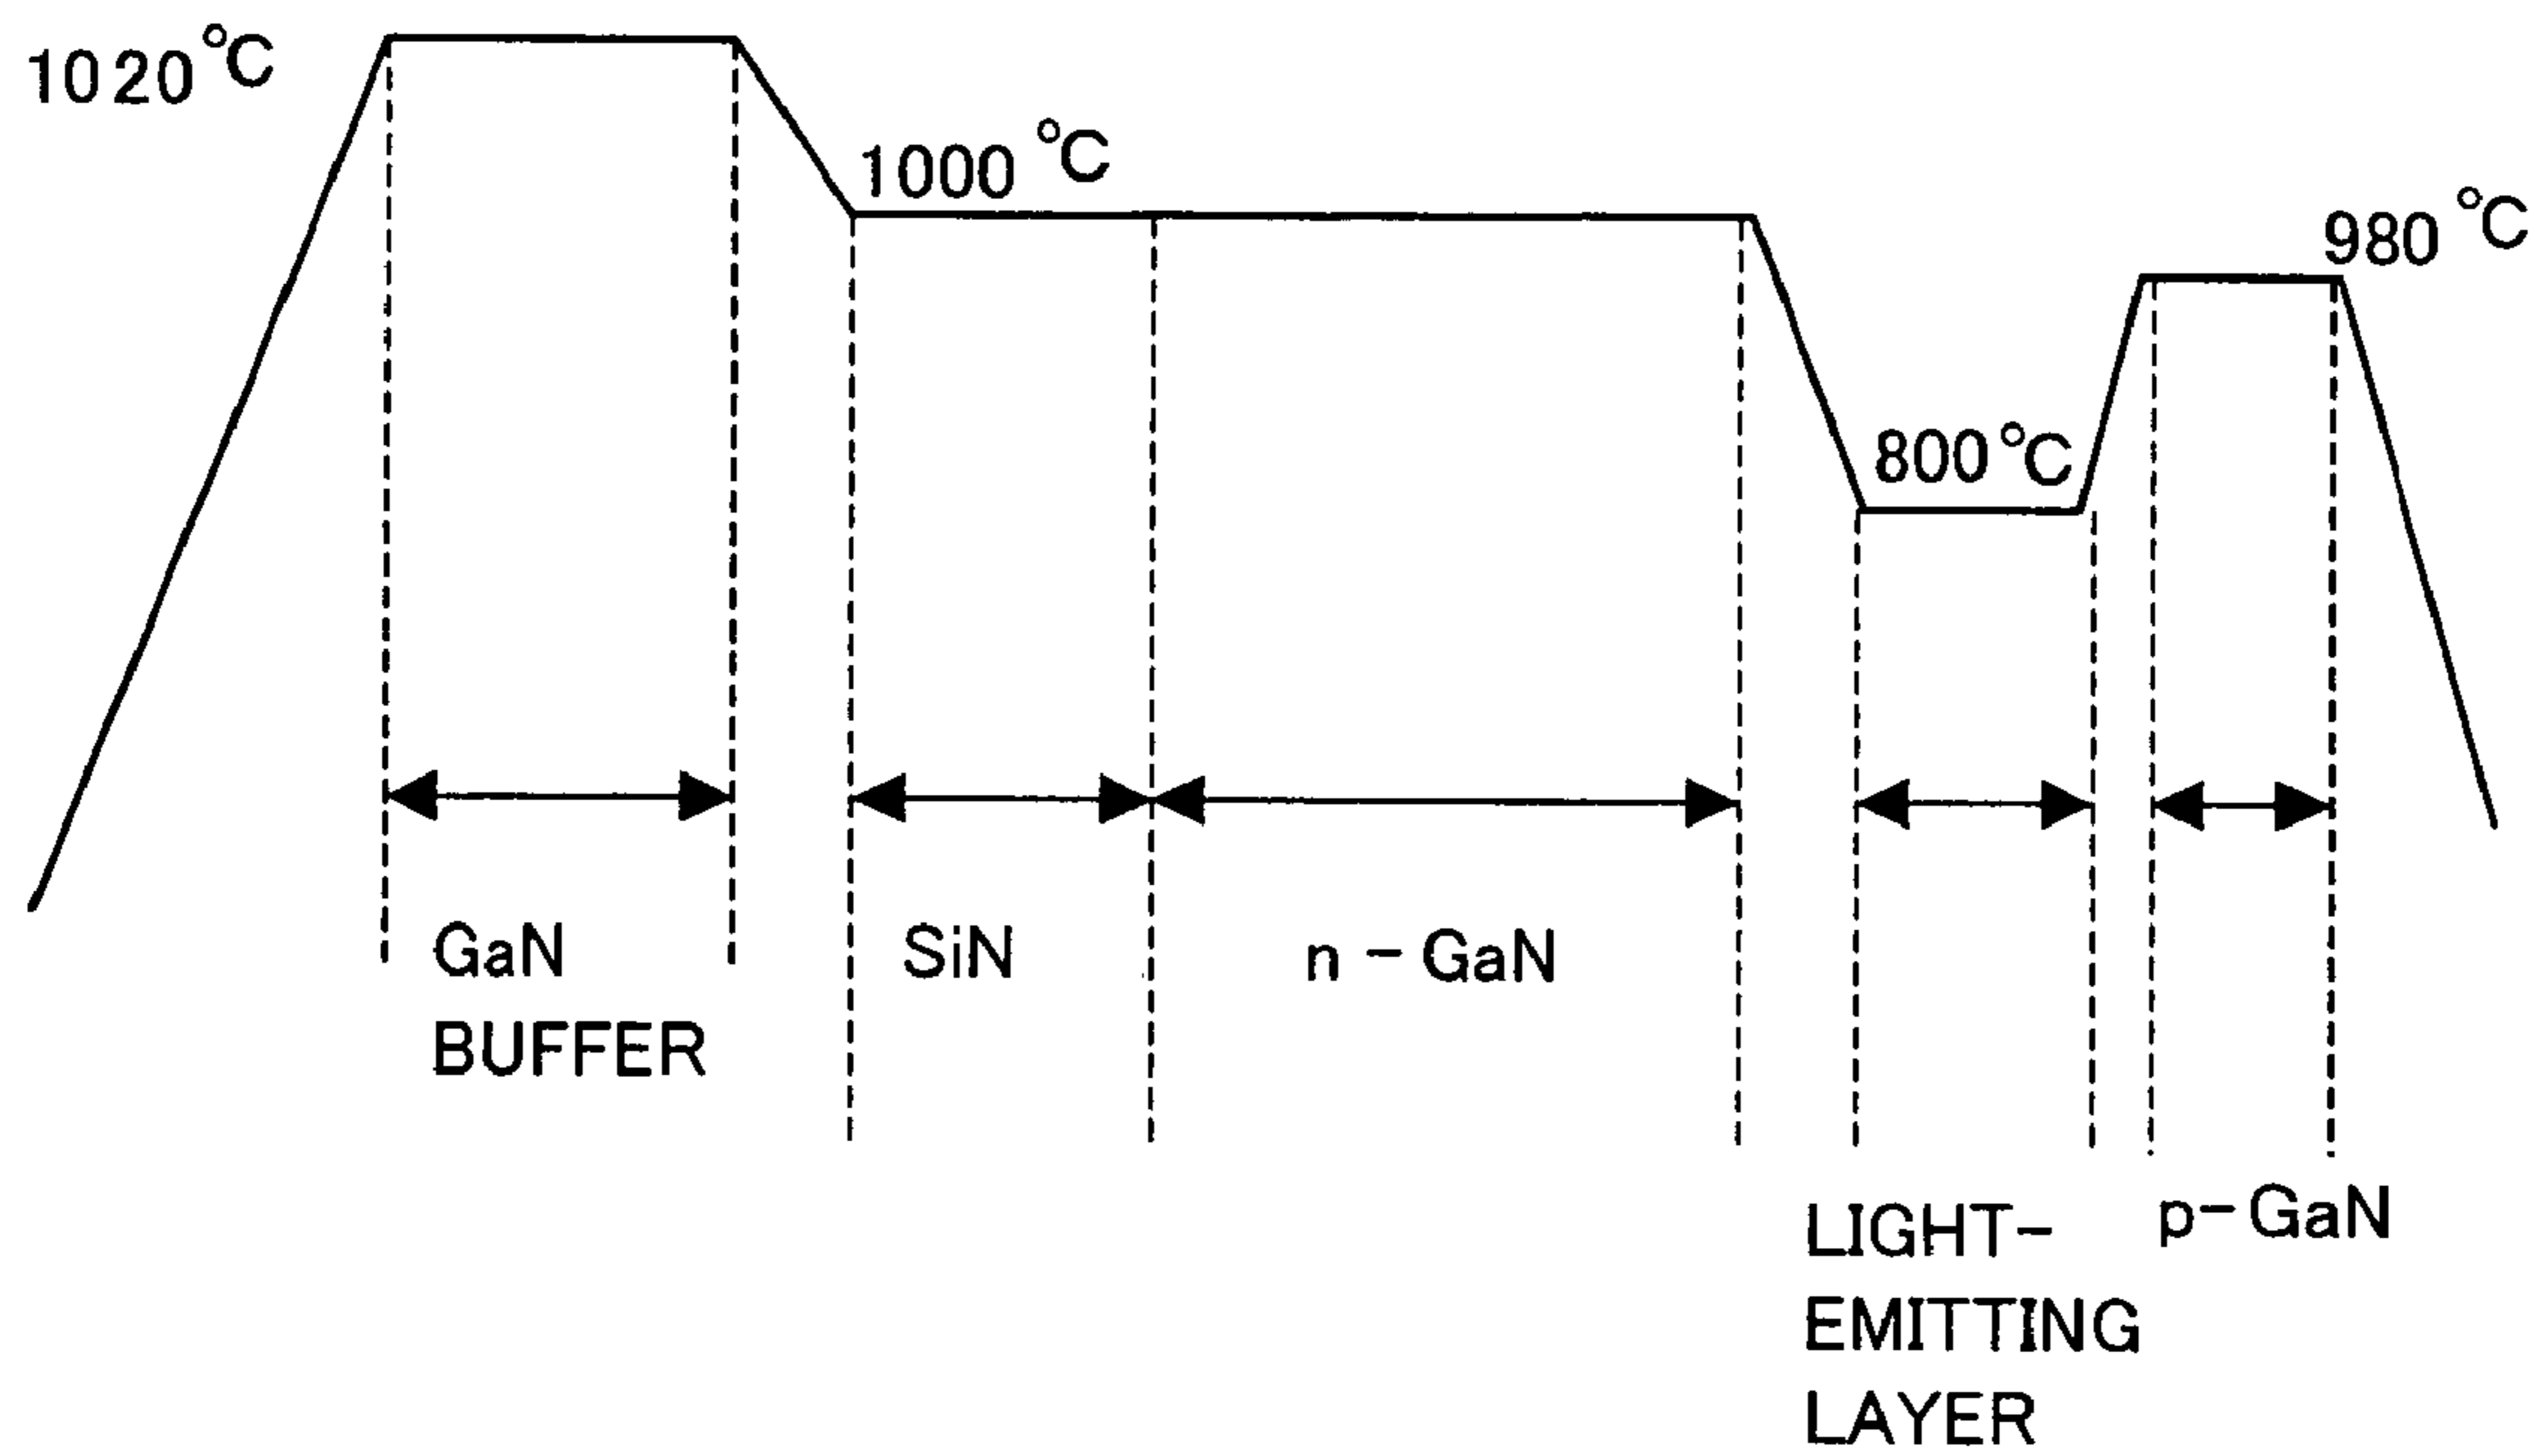 1020°C
1000°C
980°C
800°C
GaN
BUFFER
SiN
n-GaN
p-GaN
LIGHT-
EMITTING
LAYER